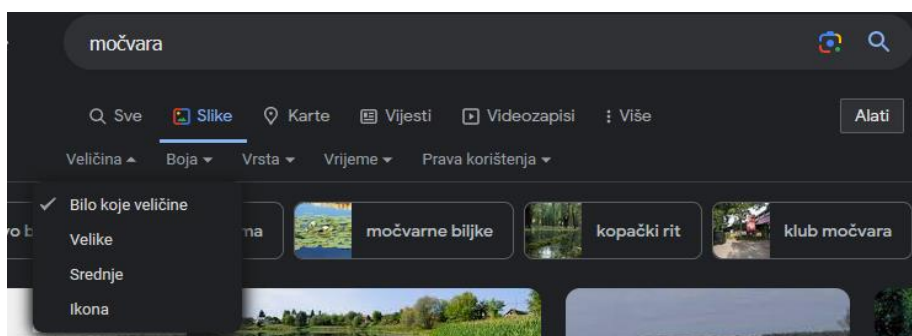 močvara
Sve Slike Karte Vijesti Videozapisi Više Alati
Veličina Boja Vrsta Vrijeme Prava korištenja
Bilo koje veličine
močvarne biljke kopački rit klub močvara
Velike
Srednje
Ikona